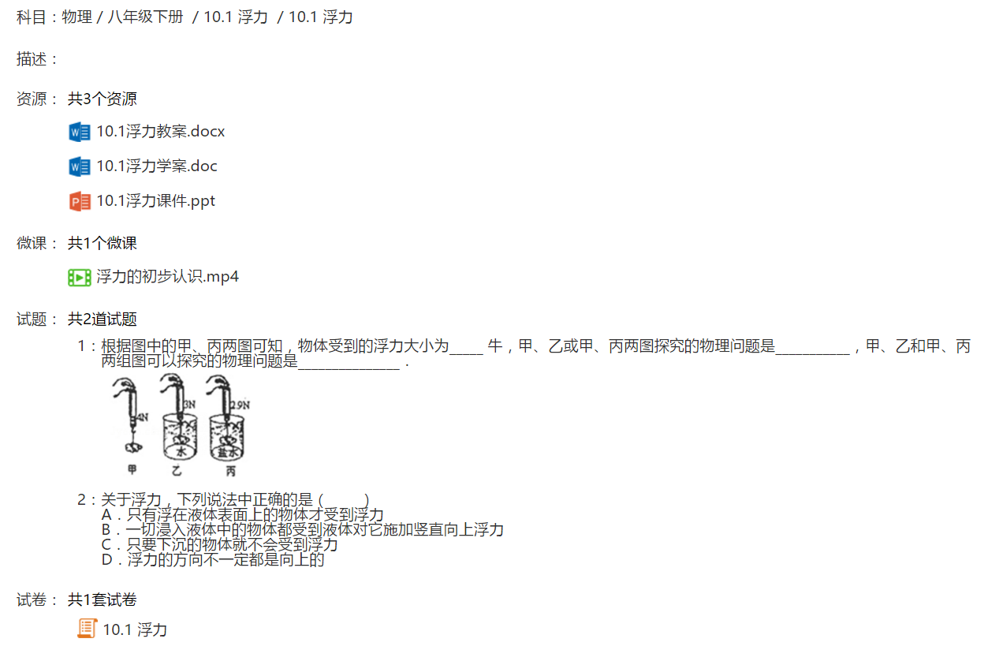 科目：物理 / 八年级下册 / 10.1 浮力 / 10.1 浮力
描述：
资源： 共3个资源
10.1浮力教案.docx
10.1浮力学案.doc
10.1浮力课件.ppt
微课： 共1个微课
浮力的初步认识.mp4
试题： 共2道试题
1：根据图中的甲、丙两图可知，物体受到的浮力大小为_____ 牛，甲、乙或甲、丙两图探究的物理问题是___________，甲、乙和甲、丙
两组图可以探究的物理问题是_______________．
4N 3N 2.9N
水 盐水
甲 乙 丙
2：关于浮力，下列说法中正确的是（　　）
A．只有浮在液体表面上的物体才受到浮力
B．一切浸入液体中的物体都受到液体对它施加竖直向上浮力
C．只要下沉的物体就不会受到浮力
D．浮力的方向不一定都是向上的
试卷： 共1套试卷
10.1 浮力